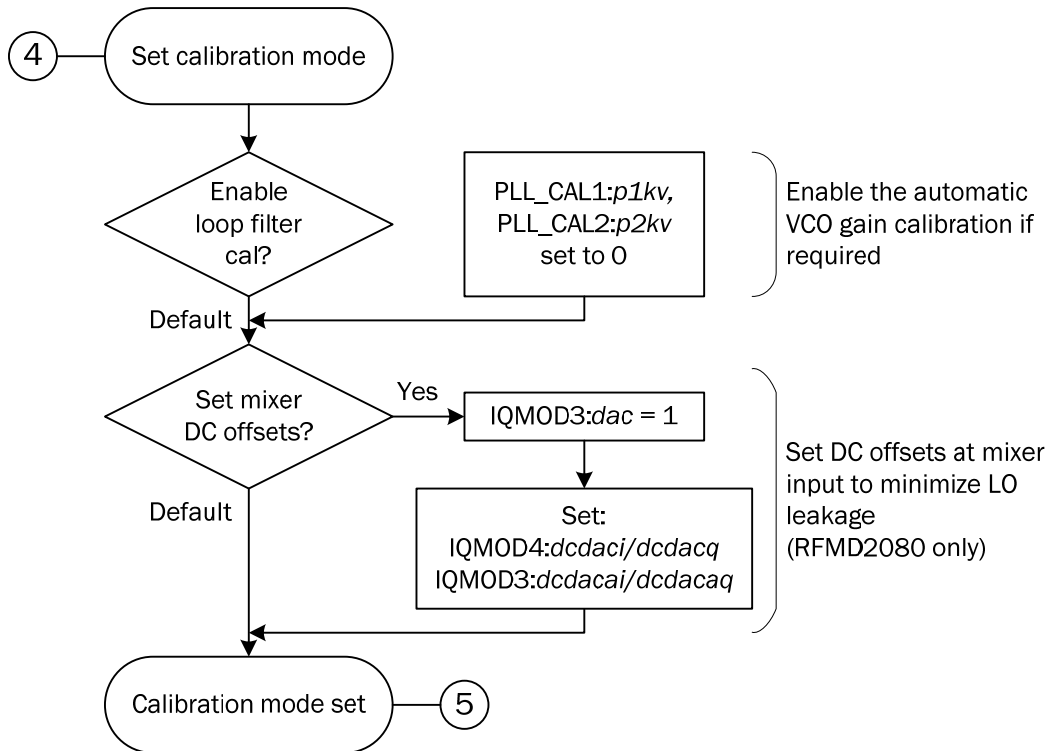 4
Set calibration mode
Enable
loop filter
cal?
PLL_CAL1:p1kv,
PLL_CAL2:p2kv
set to 0
Enable the automatic
VCO gain calibration if
required
Default
Set mixer
DC offsets?
Yes
IQMOD3:dac = 1
Set:
IQMOD4:dcdaci/dcdacq
IQMOD3:dcdacai/dcdacaq
Set DC offsets at mixer
input to minimize LO
leakage
(RFMD2080 only)
Default
Calibration mode set
5